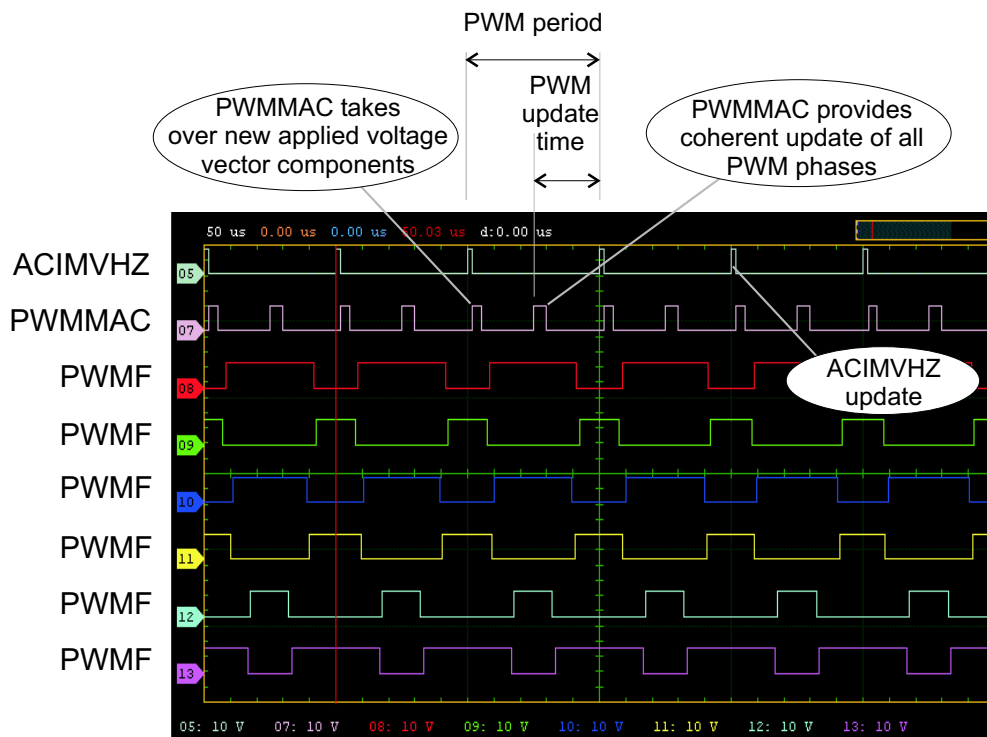 PWM period
PWM
update
time
PWMMAC takes
over new applied voltage
vector components
PWMMAC provides
coherent update of all
PWM phases
50 us 0.00 us 0.00 us 50.03 us d:0.00 us
ACIMVHZ
05
PWMMAC
07
PWMF
08
ACIMVHZ
update
PWMF
09
PWMF
10
PWMF
11
PWMF
12
PWMF
13
05: 10 V 07: 10 V 08: 10 V 09: 10 V 10: 10 V 11: 10 V 12: 10 V 13: 10 V